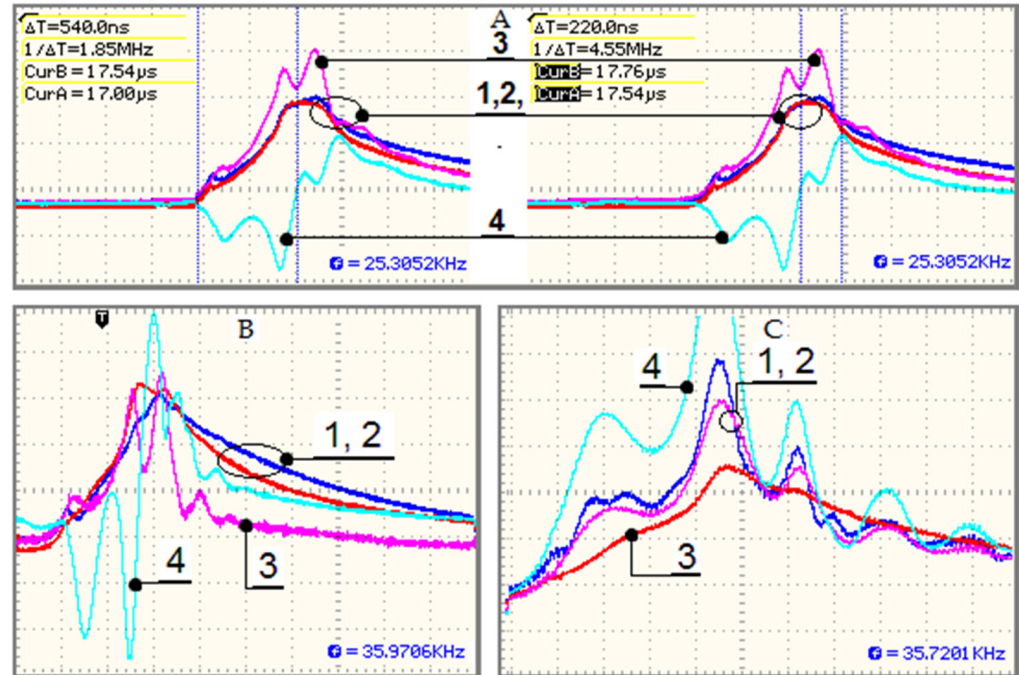 ΔT=540.0ns
1/ΔT=1.85MHz
CurB = 17.54μs
CurA = 17.00μs
A
3
1,2,
4
ΔT=220.0ns
1/ΔT=4.55MHz
CurB = 17.76μs
CurA = 17.54μs
f = 25.3052KHz
f = 25.3052KHz
T
B
1, 2
4
3
f = 35.9706KHz
C
4
1, 2
3
f = 35.7201KHz